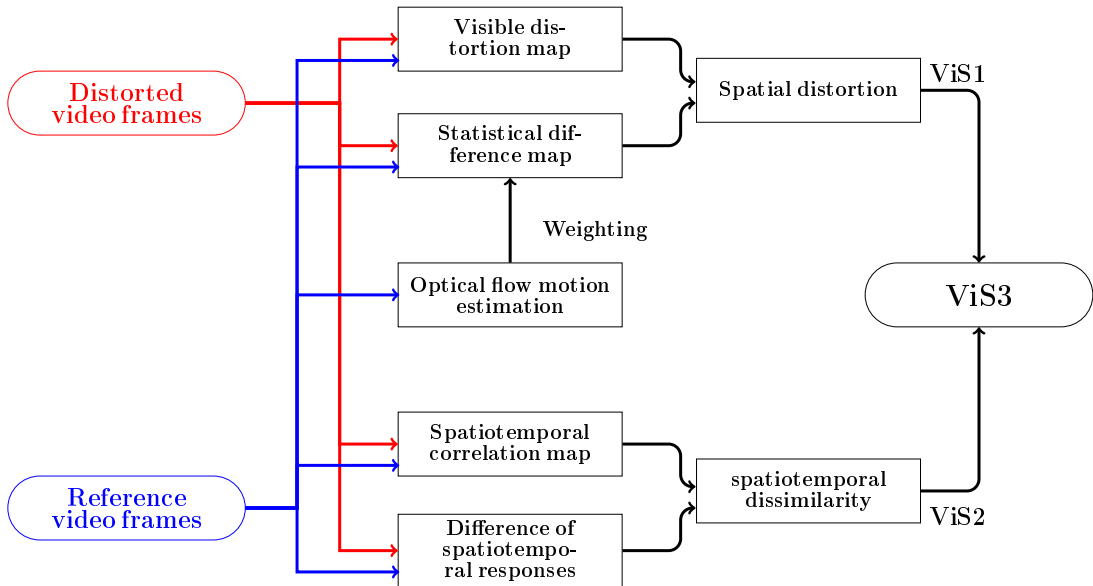 Visible dis-
tortion map
Distorted
video frames
Spatial distortion
ViS1
Statistical dif-
ference map
Weighting
Optical flow motion
estimation
ViS3
Spatiotemporal
correlation map
Reference
video frames
spatiotemporal
dissimilarity
ViS2
Difference of
spatiotempo-
ral responses